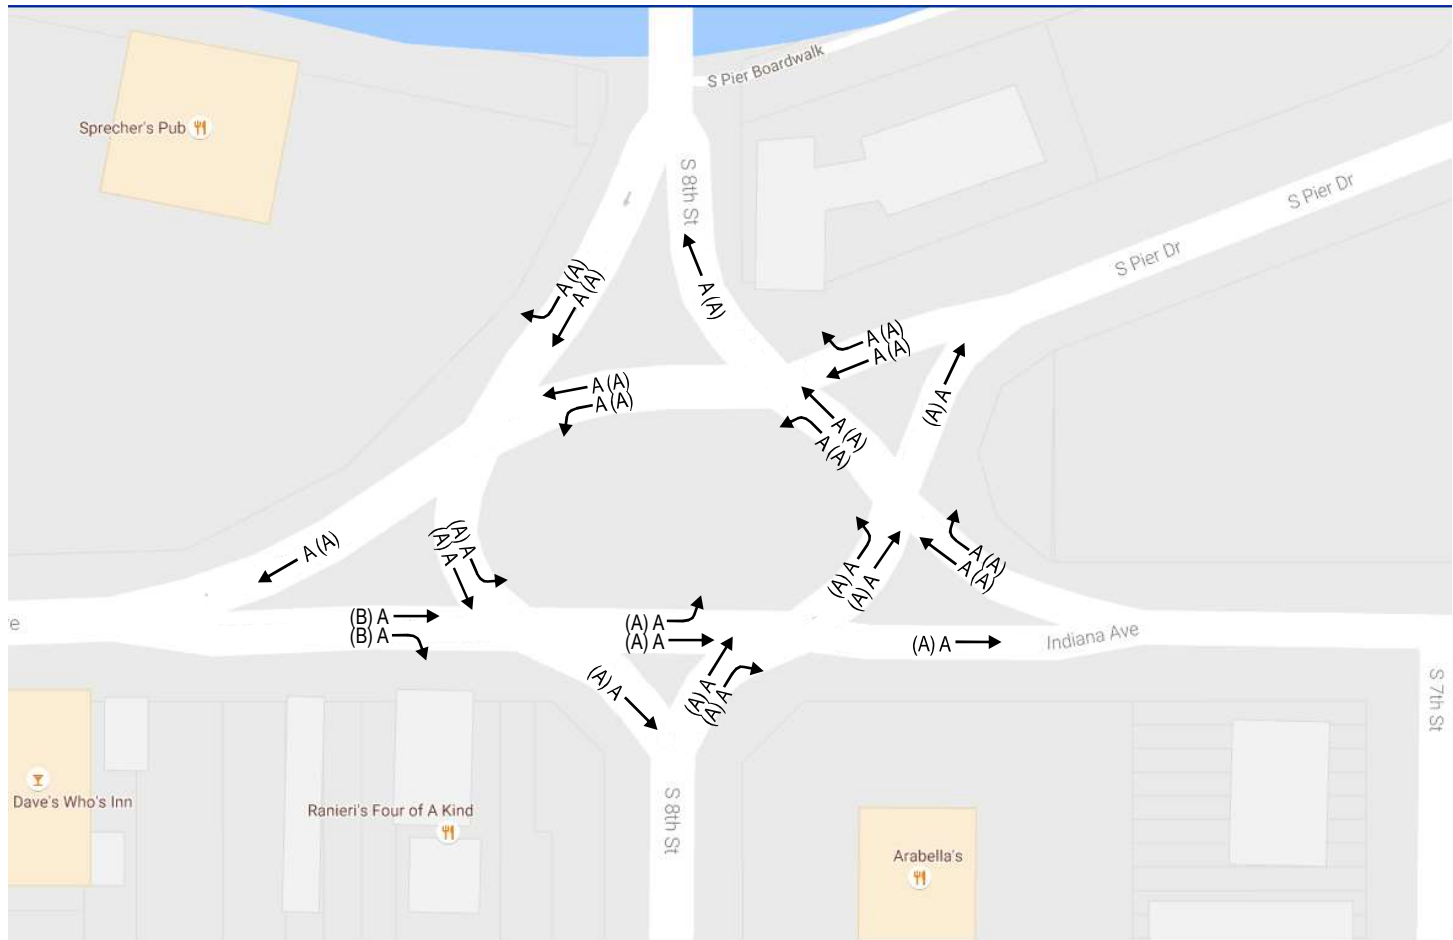 S Pier Boardwalk
Sprecher's Pub
S 8th St
S Pier Dr
S Pier Dr
A (A)
A (A)
A (A)
A (A)
A (A)
A (A)
A (A)
(A) A
A (A)
A (A)
A (A)
(A) A
(A) A
A (A)
(A) A
(A) A
A (A)
A (A)
(B) A
(B) A
(A) A
(A) A
(A) A
Indiana Ave
e
(A) A
(A) A
(A) A
S 7th St
Dave's Who's Inn
Ranieri's Four of A Kind
S 8th St
Arabella's